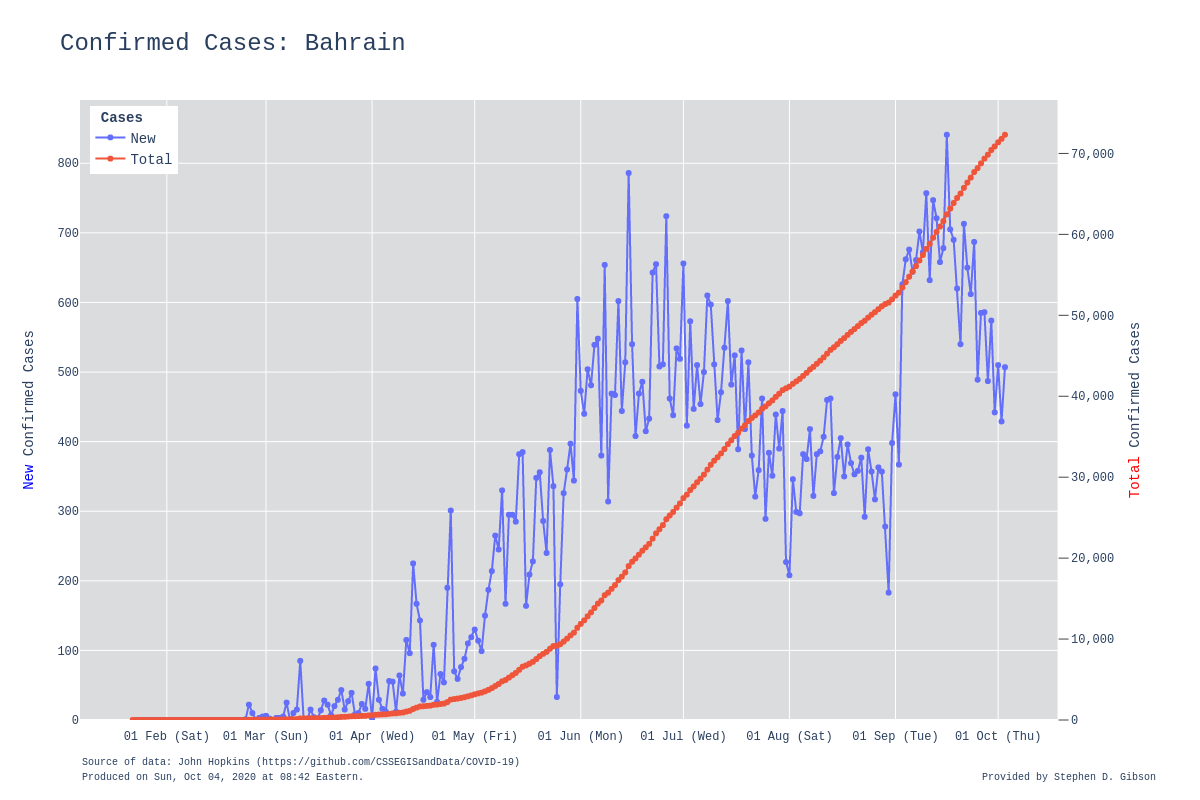 Confirmed Cases: Bahrain
Cases
New
Total
800
700
600
500
400
300
200
100
0
70,000
60,000
50,000
40,000
30,000
20,000
10,000
0
New Confirmed Cases
Total Confirmed Cases
01 Feb (Sat) 01 Mar (Sun) 01 Apr (Wed) 01 May (Fri) 01 Jun (Mon) 01 Jul (Wed) 01 Aug (Sat) 01 Sep (Tue) 01 Oct (Thu)
Source of data: John Hopkins (https://github.com/CSSEGISandData/COVID-19)
Produced on Sun, Oct 04, 2020 at 08:42 Eastern.
Provided by Stephen D. Gibson